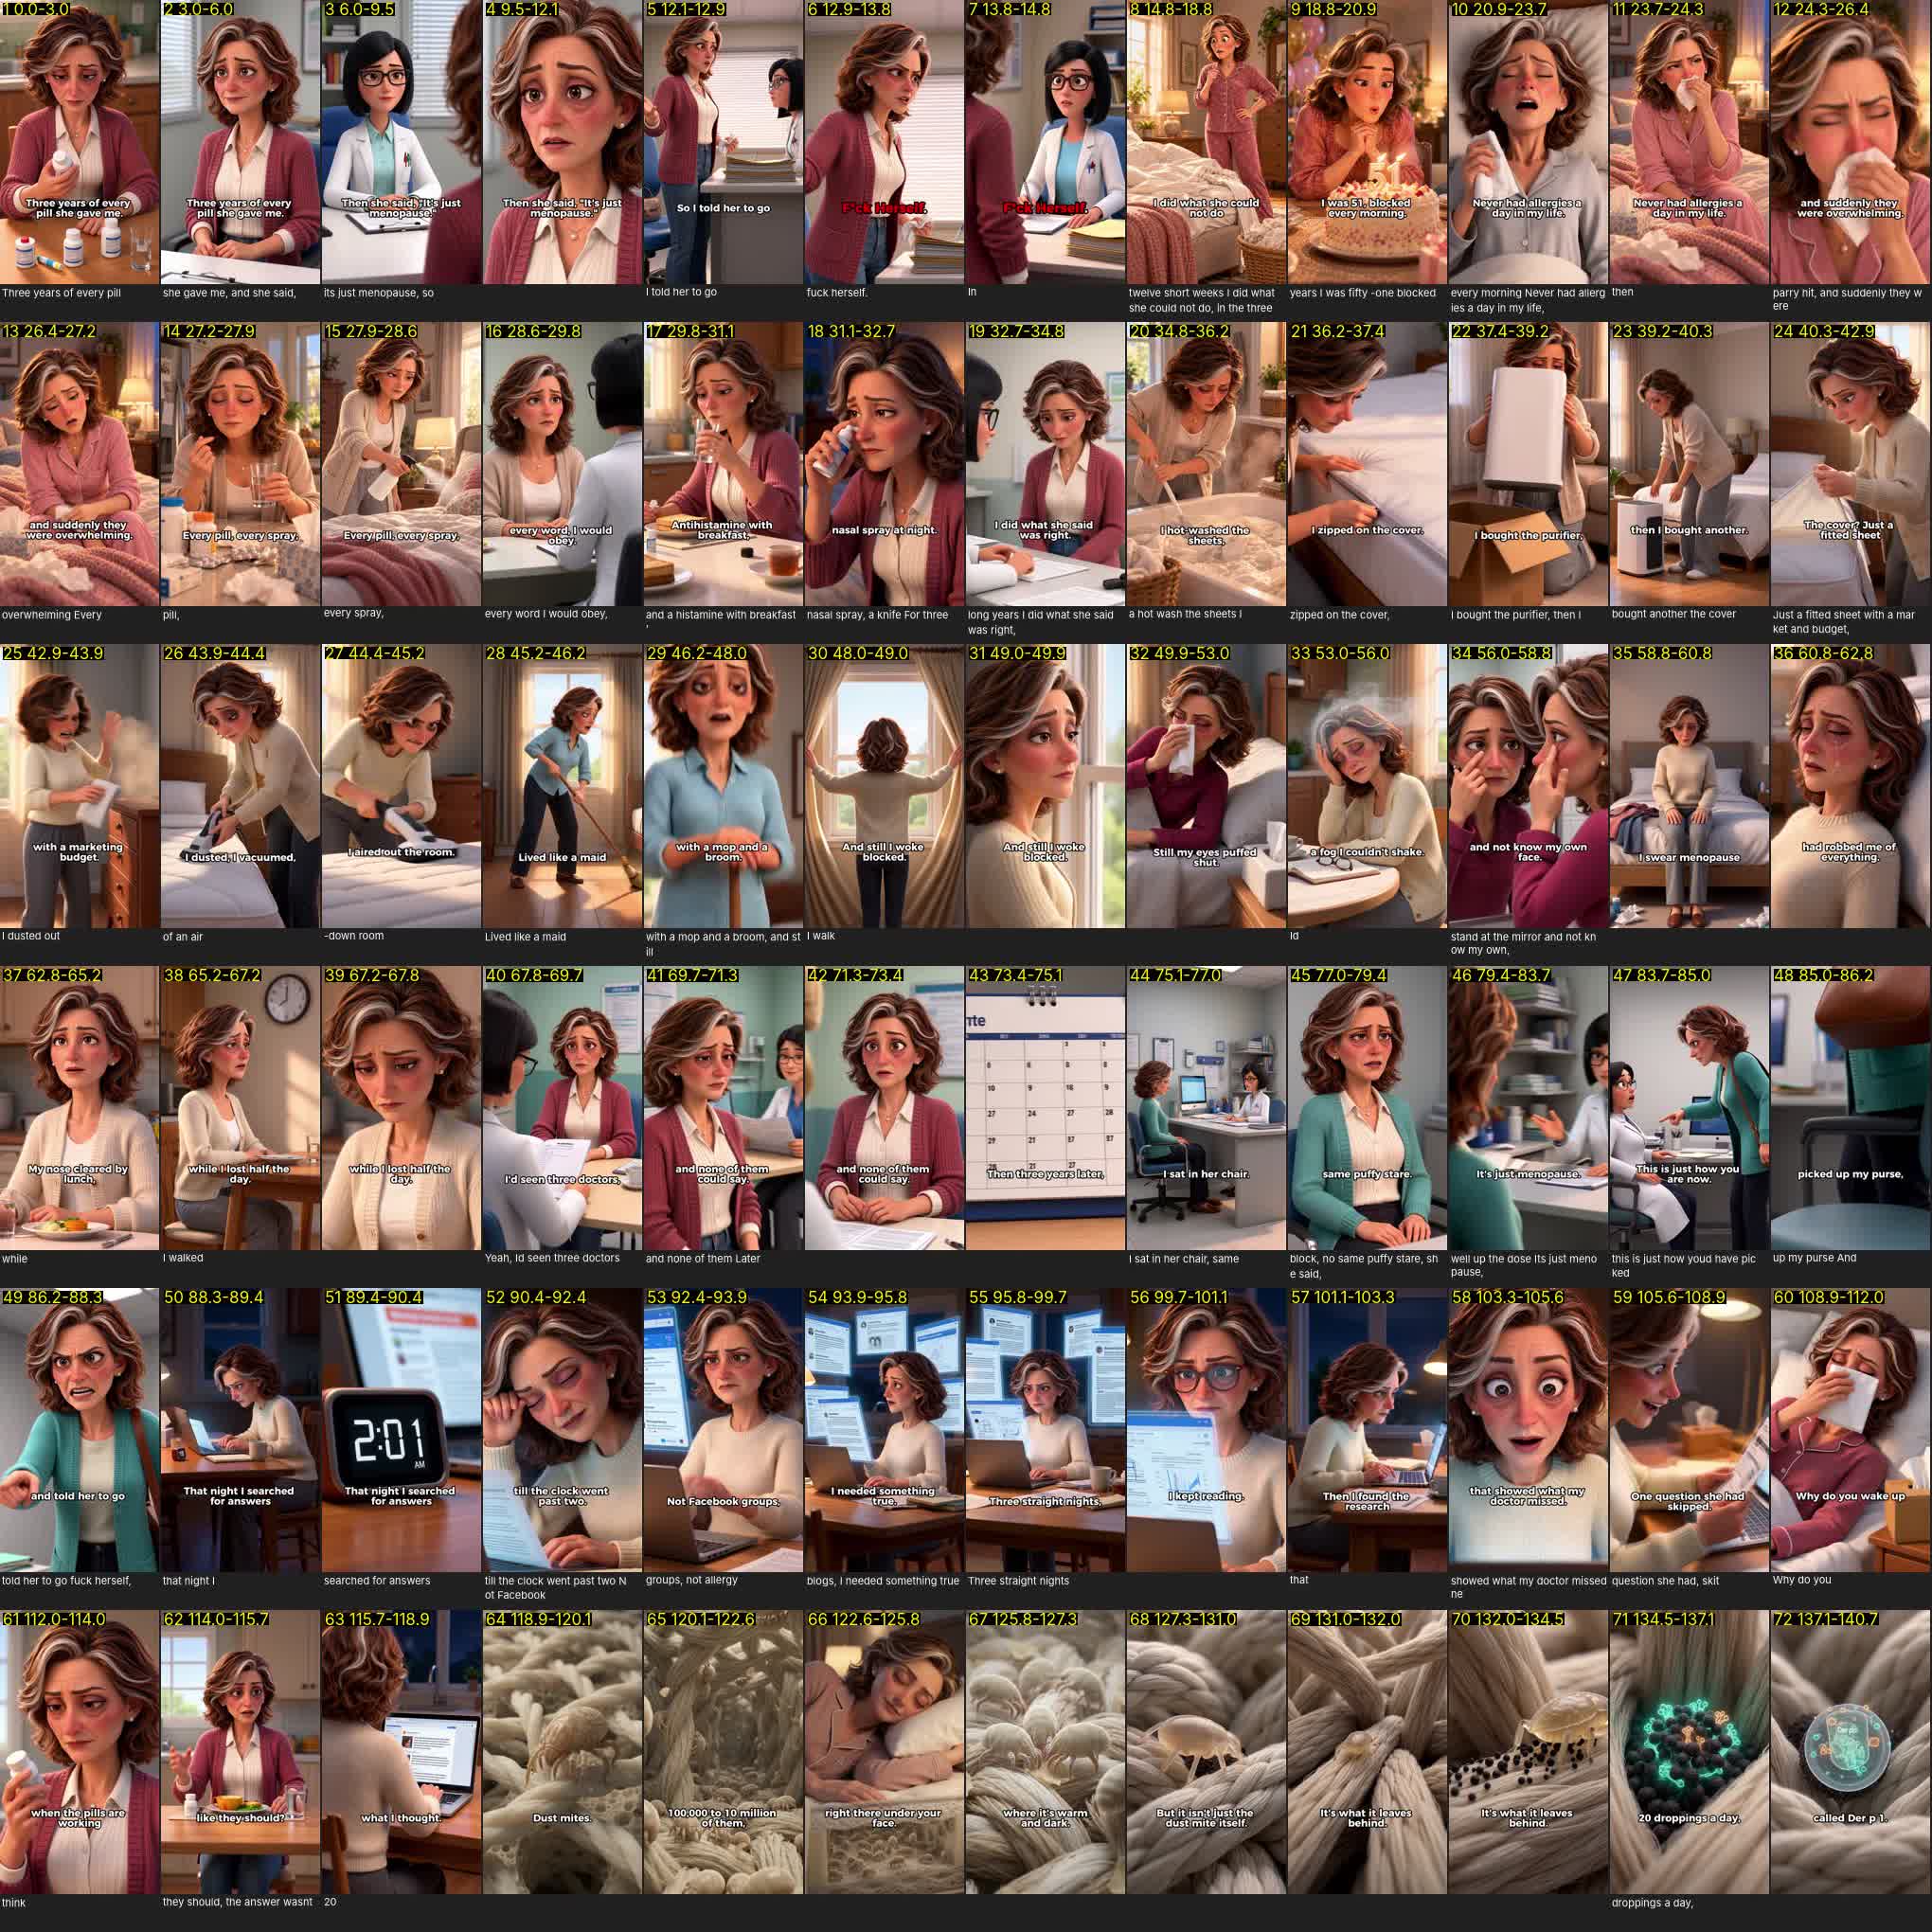 1 0.0-3.0
Three years of every
pill she gave me.
Three years of every pill
2 3.0-6.0
Three years of every
pill she gave me.
she gave me, and she said,
3 6.0-9.5
Then she said, "It's just
menopause."
its just menopause, so
4 9.5-12.1
Then she said, "It's just
menopause."
5 12.1-12.9
So I told her to go
I told her to go
6 12.9-13.8
F*ck Herself.
fuck herself.
7 13.8-14.8
F*ck Herself.
In
8 14.8-18.8
I did what she could
not do
twelve short weeks I did what
she could not do, In the three
9 18.8-20.9
51
I was 51, blocked
every morning.
years I was fifty -one blocked
10 20.9-23.7
Never had allergies a
day in my life.
every morning Never had allerg
ies a day in my life,
11 23.7-24.3
Never had allergies a
day in my life.
then
12 24.3-26.4
and suddenly they
were overwhelming.
parry hit, and suddenly they w
ere
13 26.4-27.2
and suddenly they
were overwhelming.
overwhelming Every
14 27.2-27.9
Every pill, every spray,
pill,
15 27.9-28.6
Every pill, every spray,
every spray,
16 28.6-29.8
every word, I would
obey.
every word I would obey,
17 29.8-31.1
Antihistamine with
breakfast,
and a histamine with breakfast
,
18 31.1-32.7
nasal spray at night.
nasal spray, a knife For three
19 32.7-34.8
I did what she said
was right,
long years I did what she said
was right,
20 34.8-36.2
I hot-washed the
sheets,
a hot wash the sheets I
21 36.2-37.4
I zipped on the cover.
zipped on the cover,
22 37.4-39.2
I bought the purifier,
I bought the purifier, then I
23 39.2-40.3
then I bought another.
bought another the cover
24 40.3-42.9
The cover? Just a
fitted sheet
Just a fitted sheet with a mar
ket and budget,
25 42.9-43.9
with a marketing
budget.
I dusted out
26 43.9-44.4
I dusted, I vacuumed,
of an air
27 44.4-45.2
I aired out the room.
-down room
28 45.2-46.2
Lived like a maid
Lived like a maid
29 46.2-48.0
with a mop and a
broom.
with a mop and a broom, and st
ill
30 48.0-49.0
And still I woke
blocked.
I walk
31 49.0-49.9
And still I woke
blocked.
32 49.9-53.0
Still my eyes puffed
shut.
33 53.0-56.0
a fog I couldn't shake.
Id
34 56.0-58.8
and not know my own
face.
stand at the mirror and not kn
ow my own,
35 58.8-60.8
I swear menopause
36 60.8-62.8
had robbed me of
everything.
37 62.8-65.2
My nose cleared by
lunch,
while
38 65.2-67.2
while I lost half the
day.
I walked
39 67.2-67.8
while I lost half the
day.
40 67.8-69.7
I'd seen three doctors,
Yeah, Id seen three doctors
41 69.7-71.3
and none of them
could say.
and none of them Later
42 71.3-73.4
and none of them
could say.
43 73.4-75.1
Then three years later,
44 75.1-77.0
I sat in her chair.
I sat in her chair, same
45 77.0-79.4
same puffy stare.
block, no same puffy stare, sh
e said,
46 79.4-83.7
It's just menopause.
well up the dose Its just meno
pause,
47 83.7-85.0
This is just how you
are now.
this is just how youd have pic
ked
48 85.0-86.2
picked up my purse,
up my purse And
49 86.2-88.3
and told her to go
told her to go fuck herself,
50 88.3-89.4
That night I searched
for answers
that night I
51 89.4-90.4
2:01
AM
That night I searched
for answers
searched for answers
52 90.4-92.4
till the clock went
past two.
till the clock went past two N
ot Facebook
53 92.4-93.9
Not Facebook groups,
groups, not allergy
54 93.9-95.8
I needed something
true.
blogs, I needed something true
55 95.8-99.7
Three straight nights,
Three straight nights
56 99.7-101.1
I kept reading.
57 101.1-103.3
Then I found the
research
that
58 103.3-105.6
that showed what my
doctor missed.
showed what my doctor missed
ne
59 105.6-108.9
One question she had
skipped.
question she had, skit
60 108.9-112.0
Why do you wake up
Why do you
61 112.0-114.0
when the pills are
working
think
62 114.0-115.7
like they should?
they should, the answer wasnt
63 115.7-118.9
what I thought.
20
64 118.9-120.1
Dust mites.
65 120.1-122.6
100,000 to 10 million
of them,
66 122.6-125.8
right there under your
face.
67 125.8-127.3
where it's warm
and dark.
68 127.3-131.0
But it isn't just the
dust mite itself.
69 131.0-132.0
It's what it leaves
behind.
70 132.0-134.5
It's what it leaves
behind.
71 134.5-137.1
20 droppings a day,
droppings a day,
72 137.1-140.7
Der p1
called Der p 1.